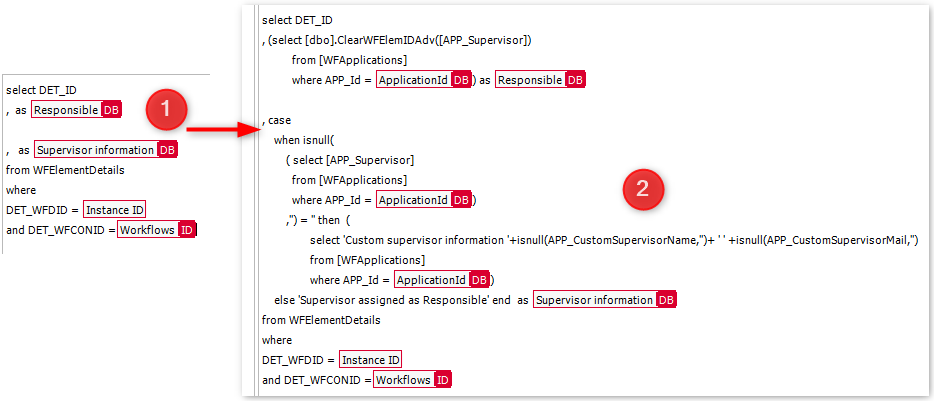 select DET_ID
, as Responsible DB
, as Supervisor information DB
from WFElementDetails
where
DET_WFDID = Instance ID
and DET_WFCONID = Workflows ID
1
select DET_ID
, (select [dbo].ClearWFElemIDAdv([APP_Supervisor])
from [WFApplications]
where APP_Id = ApplicationId DB ) as Responsible DB
, case
when isnull(
( select [APP_Supervisor]
from [WFApplications]
where APP_Id = ApplicationId DB )
,'') = '' then (
select 'Custom supervisor information '+isnull(APP_CustomSupervisorName,'')+ ' ' +isnull(APP_CustomSupervisorMail,'')
from [WFApplications]
where APP_Id = ApplicationId DB )
else 'Supervisor assigned as Responsible' end as Supervisor information DB
from WFElementDetails
where
DET_WFDID = Instance ID
and DET_WFCONID = Workflows ID
2